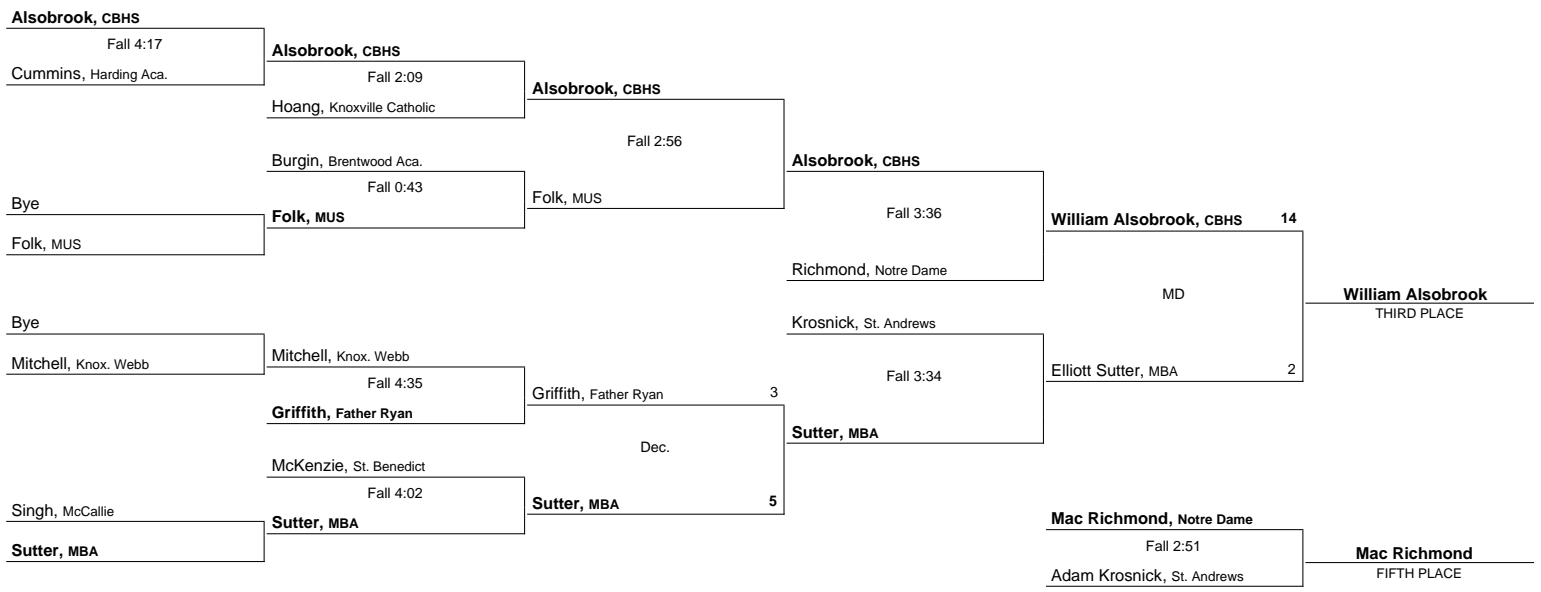 Alsobrook, CBHS
Fall 4:17
Cummins, Harding Aca.
Bye
Folk, MUS
Bye
Mitchell, Knox. Webb
Singh, McCallie
Sutter, MBA
Alsobrook, CBHS
Fall 2:09
Hoang, Knoxville Catholic
Burgin, Brentwood Aca.
Fall 0:43
Folk, MUS
Mitchell, Knox. Webb
Fall 4:35
Griffith, Father Ryan
McKenzie, St. Benedict
Fall 4:02
Sutter, MBA
Alsobrook, CBHS
Fall 2:56
Folk, MUS
Griffith, Father Ryan 3
Dec.
Sutter, MBA 5
Alsobrook, CBHS
Fall 3:36
Richmond, Notre Dame
Krosnick, St. Andrews
Fall 3:34
Sutter, MBA
William Alsobrook, CBHS 14
MD
Elliott Sutter, MBA 2
William Alsobrook
THIRD PLACE
Mac Richmond, Notre Dame
Fall 2:51
Adam Krosnick, St. Andrews
Mac Richmond
FIFTH PLACE